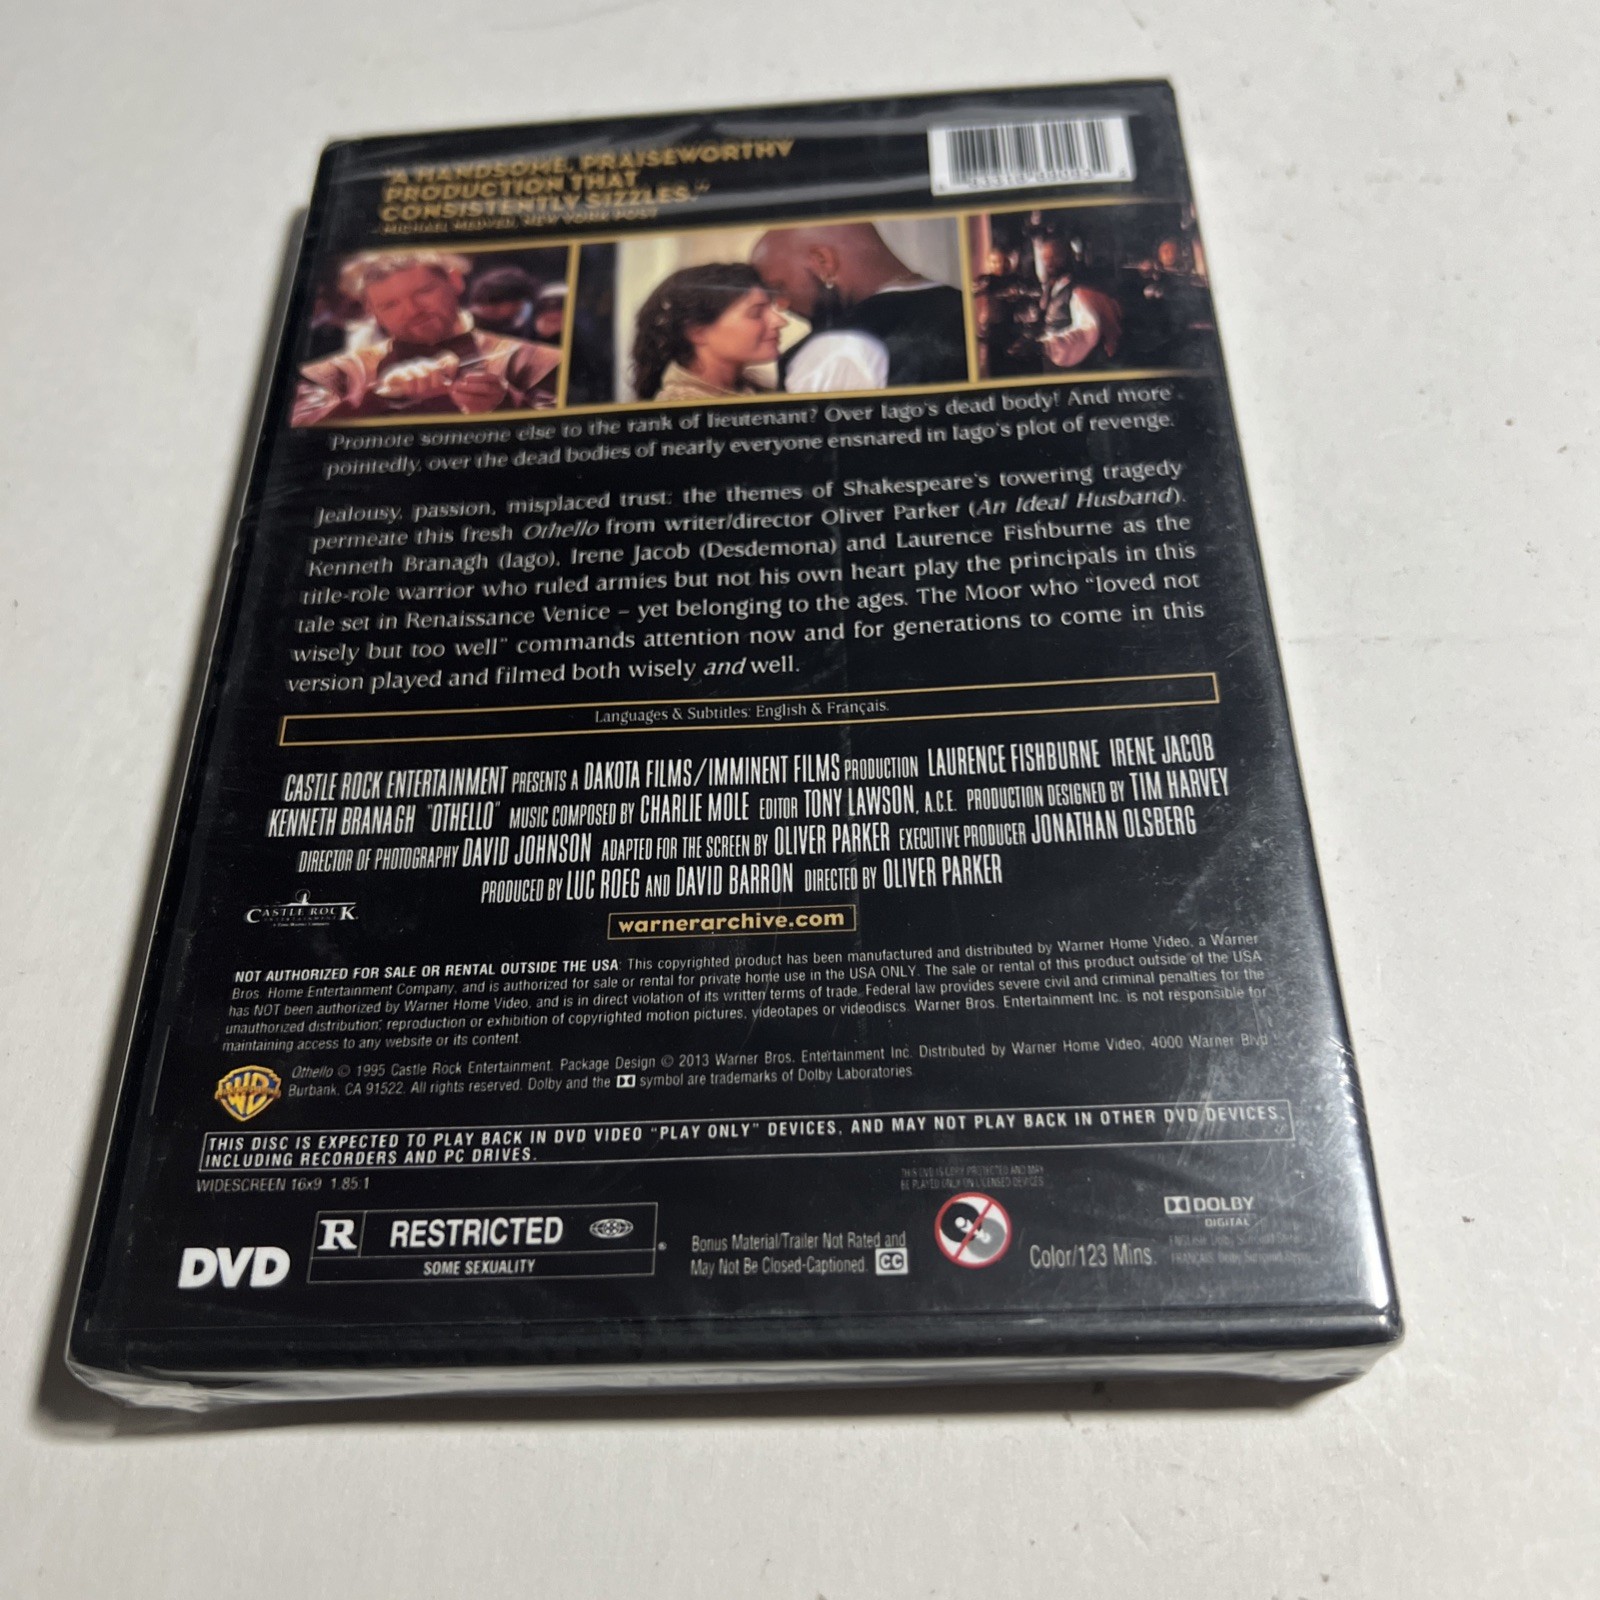 "A HANDSOME, PRAISEWORTHY
PRODUCTION THAT
CONSISTENTLY SIZZLES."
MICHAEL MEDVED, NEW YORK POST
Promote someone else to the rank of lieutenant? Over Iago's dead body! And more
pointedly, over the dead bodies of nearly everyone ensnared in Iago's plot of revenge.
Jealousy, passion, misplaced trust: the themes of Shakespeare's towering tragedy
permeate this fresh Othello from writer/director Oliver Parker (An Ideal Husband).
Kenneth Branagh (Iago), Irene Jacob (Desdemona) and Laurence Fishburne as the
title-role warrior who ruled armies but not his own heart play the principals in this
tale set in Renaissance Venice – yet belonging to the ages. The Moor who "loved not
wisely but too well" commands attention now and for generations to come in this
version played and filmed both wisely and well.
Languages & Subtitles: English & Français.
CASTLE ROCK ENTERTAINMENT PRESENTS A DAKOTA FILMS/IMMINENT FILMS PRODUCTION LAURENCE FISHBURNE IRENE JACOB
KENNETH BRANAGH "OTHELLO" MUSIC COMPOSED BY CHARLIE MOLE EDITOR TONY LAWSON, A.C.E. PRODUCTION DESIGNED BY TIM HARVEY
DIRECTOR OF PHOTOGRAPHY DAVID JOHNSON ADAPTED FOR THE SCREEN BY OLIVER PARKER EXECUTIVE PRODUCER JONATHAN OLSBERG
PRODUCED BY LUC ROEG AND DAVID BARRON DIRECTED BY OLIVER PARKER
CASTLE ROCK
ENTERTAINMENT
warnerarchive.com
NOT AUTHORIZED FOR SALE OR RENTAL OUTSIDE THE USA: This copyrighted product has been manufactured and distributed by Warner Home Video, a Warner
Bros. Home Entertainment Company, and is authorized for sale or rental for private home use in the USA ONLY. The sale or rental of this product outside of the USA
has NOT been authorized by Warner Home Video, and is in direct violation of its written terms of trade. Federal law provides severe civil and criminal penalties for the
unauthorized distribution, reproduction or exhibition of copyrighted motion pictures, videotapes or videodiscs. Warner Bros. Entertainment Inc. is not responsible for
maintaining access to any website or its content.
Othello © 1995 Castle Rock Entertainment. Package Design © 2013 Warner Bros. Entertainment Inc. Distributed by Warner Home Video, 4000 Warner Blvd.
Burbank, CA 91522. All rights reserved. Dolby and the symbol are trademarks of Dolby Laboratories.
WB
THIS DISC IS EXPECTED TO PLAY BACK IN DVD VIDEO "PLAY ONLY" DEVICES, AND MAY NOT PLAY BACK IN OTHER DVD DEVICES,
INCLUDING RECORDERS AND PC DRIVES.
WIDESCREEN 16x9 1.85:1
THIS DVD IS COPY PROTECTED AND MAY
BE PLAYED ONLY ON LICENSED DEVICES
DVD
R RESTRICTED
SOME SEXUALITY
Bonus Material/Trailer Not Rated and
May Not Be Closed-Captioned. CC
Color/123 Mins.
DOLBY
DIGITAL